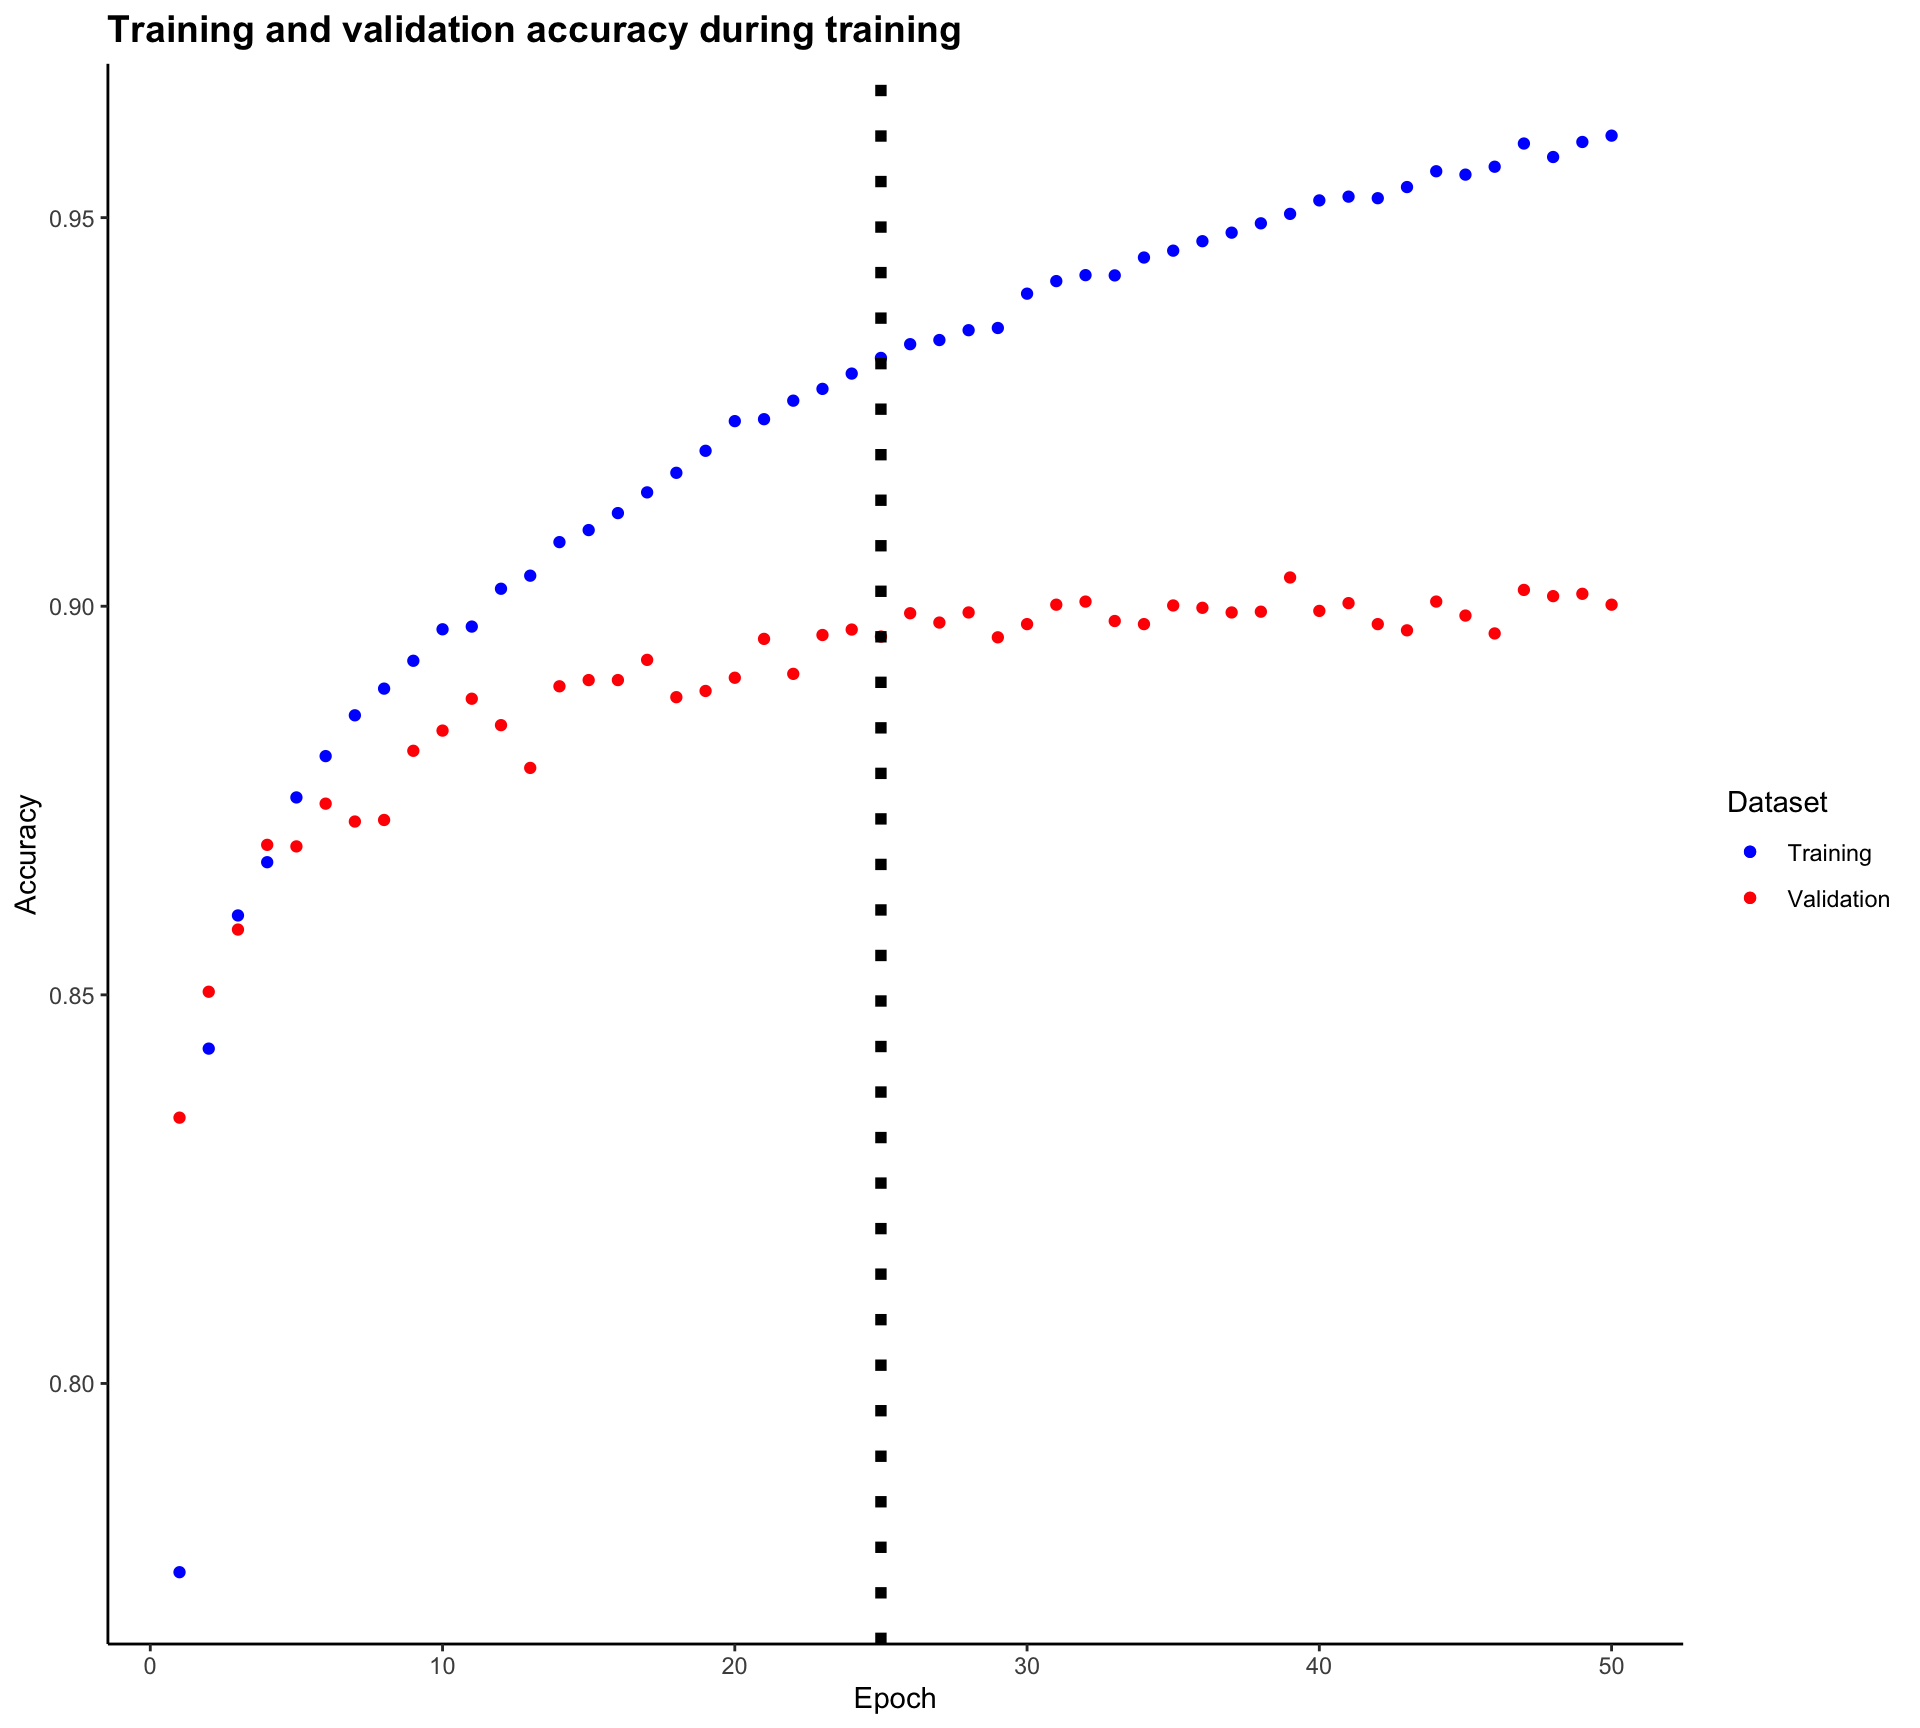 Training and validation accuracy during training
Accuracy
0.95
0.90
0.85
0.80
0
10
20
30
40
50
Epoch
Dataset
Training
Validation